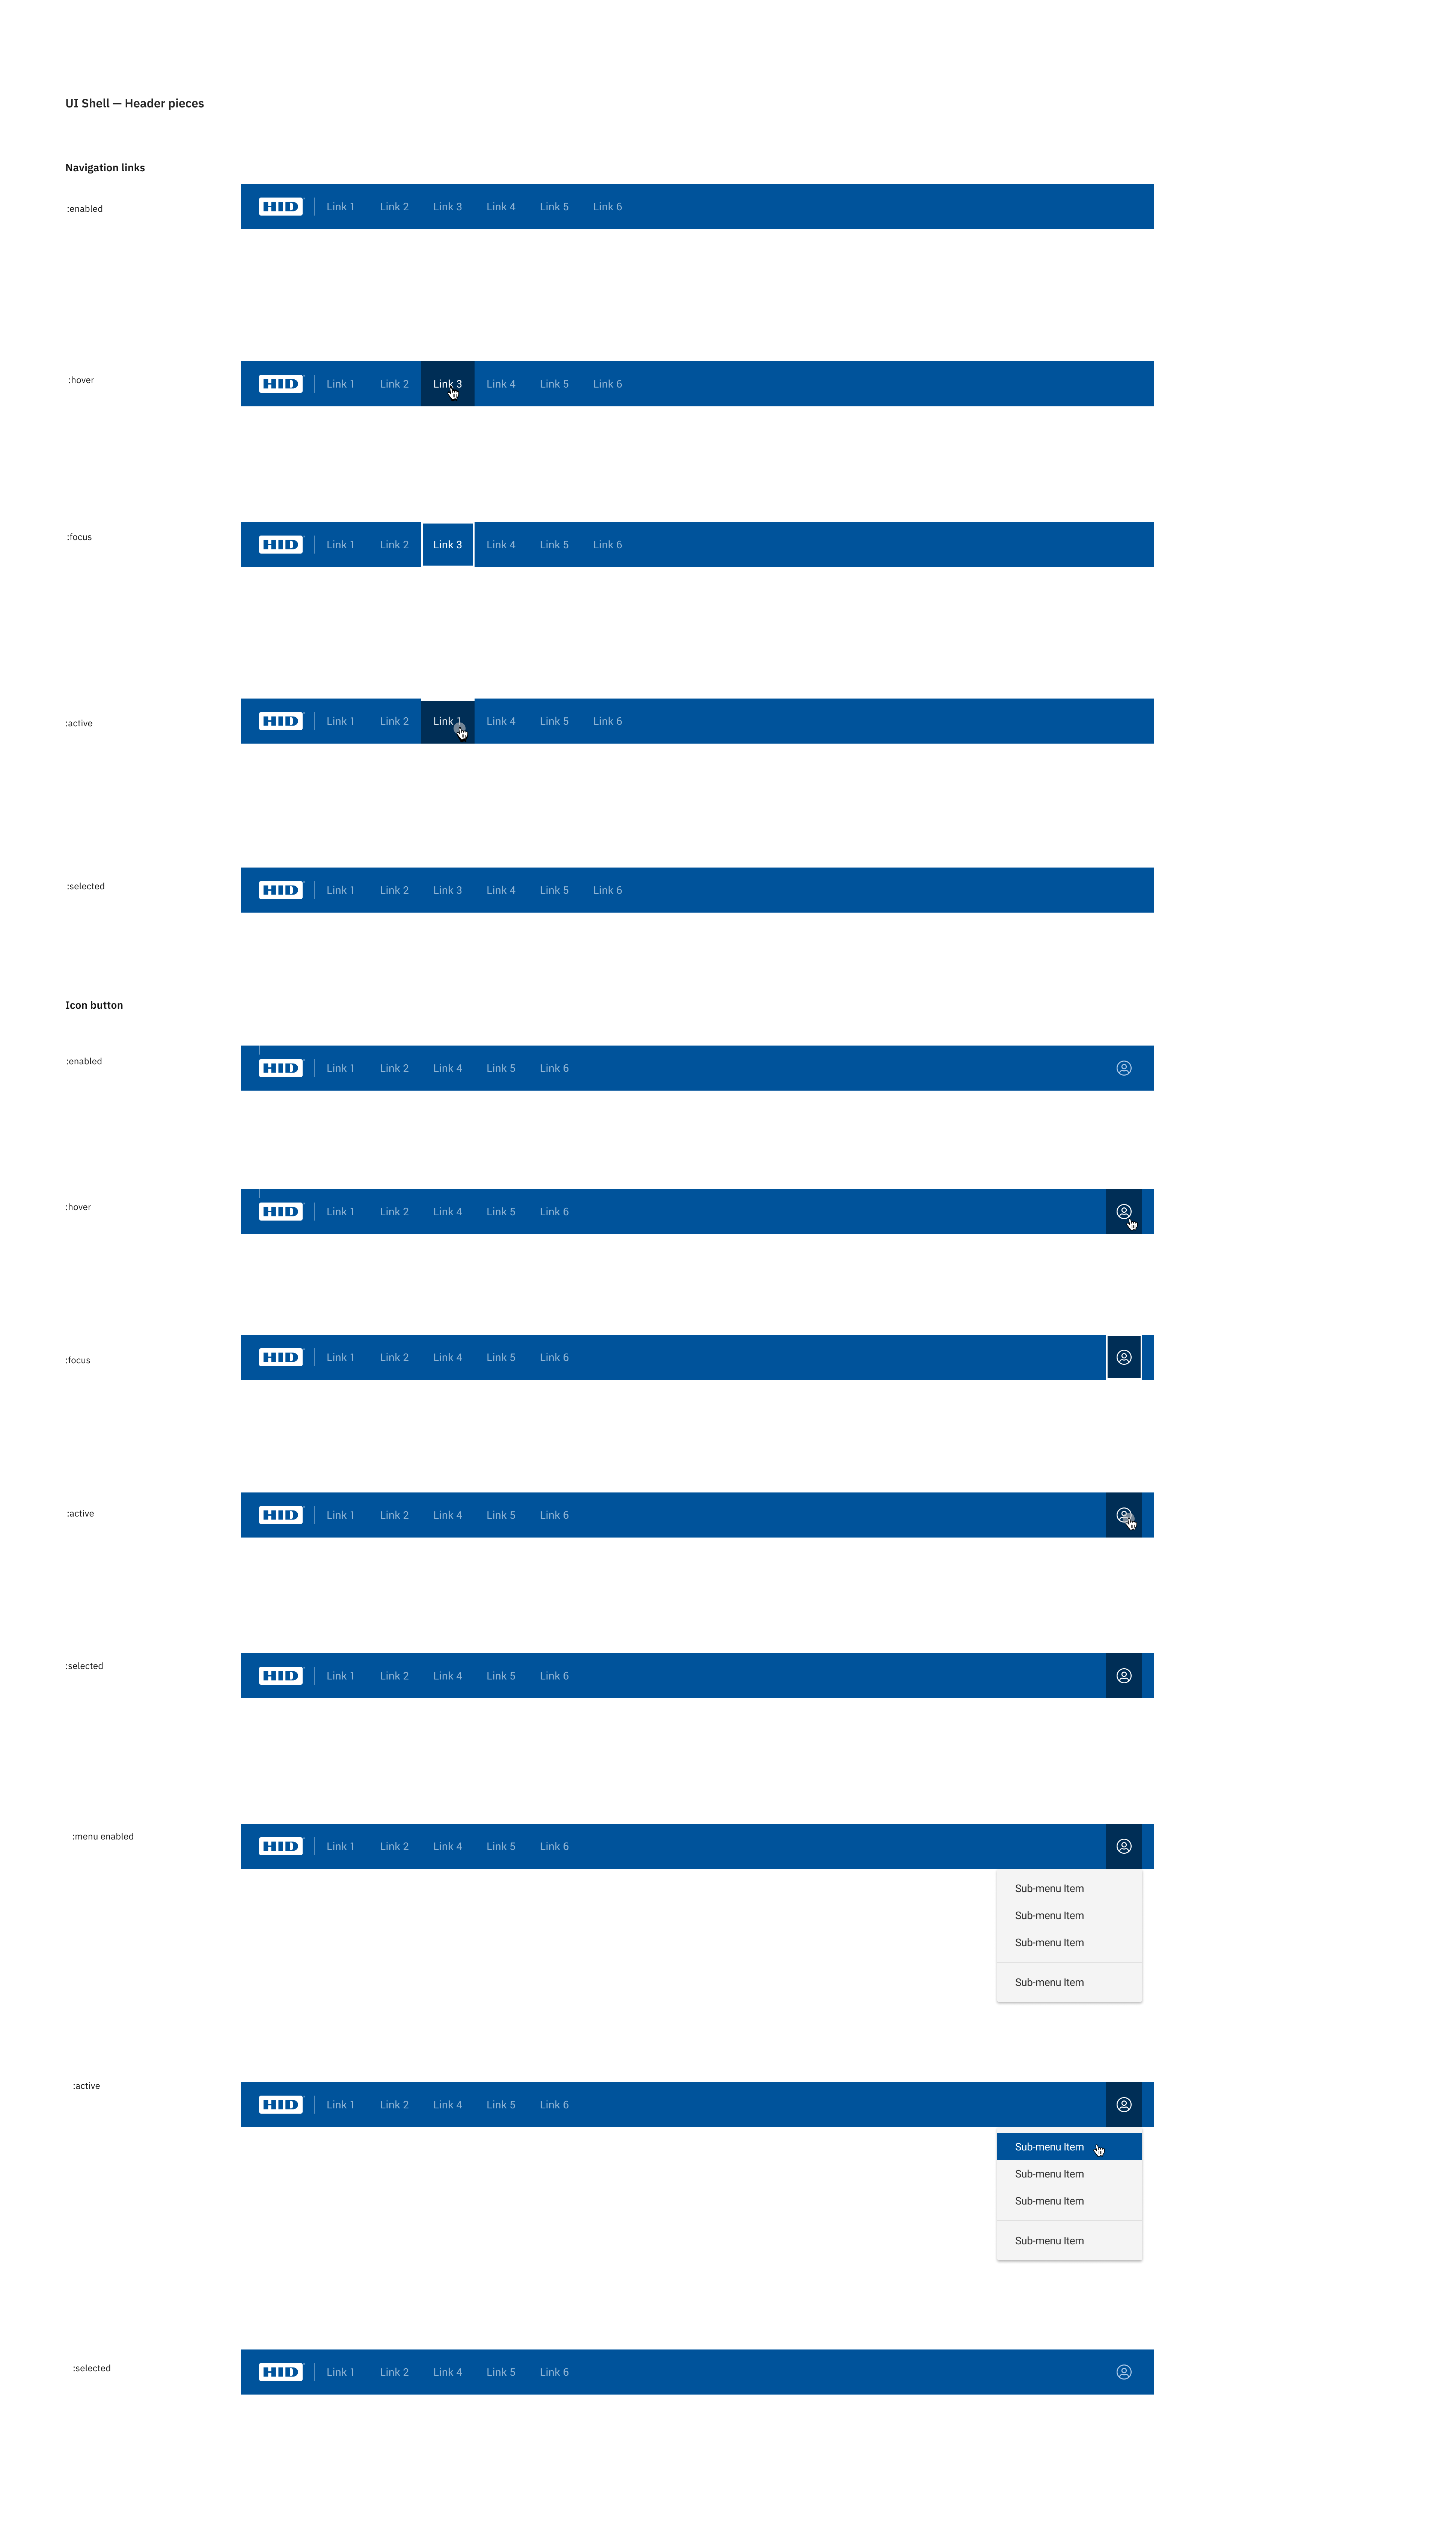 UI Shell — Header pieces
Navigation links
:enabled
HID Link 1 Link 2 Link 3 Link 4 Link 5 Link 6
:hover
HID Link 1 Link 2 Link 3 Link 4 Link 5 Link 6
:focus
HID Link 1 Link 2 Link 3 Link 4 Link 5 Link 6
:active
HID Link 1 Link 2 Link 1 Link 4 Link 5 Link 6
:selected
HID Link 1 Link 2 Link 3 Link 4 Link 5 Link 6
Icon button
:enabled
HID Link 1 Link 2 Link 4 Link 5 Link 6
:hover
HID Link 1 Link 2 Link 4 Link 5 Link 6
:focus
HID Link 1 Link 2 Link 4 Link 5 Link 6
:active
HID Link 1 Link 2 Link 4 Link 5 Link 6
:selected
HID Link 1 Link 2 Link 4 Link 5 Link 6
:menu enabled
HID Link 1 Link 2 Link 4 Link 5 Link 6
Sub-menu Item
Sub-menu Item
Sub-menu Item
Sub-menu Item
:active
HID Link 1 Link 2 Link 4 Link 5 Link 6
Sub-menu Item
Sub-menu Item
Sub-menu Item
Sub-menu Item
:selected
HID Link 1 Link 2 Link 4 Link 5 Link 6